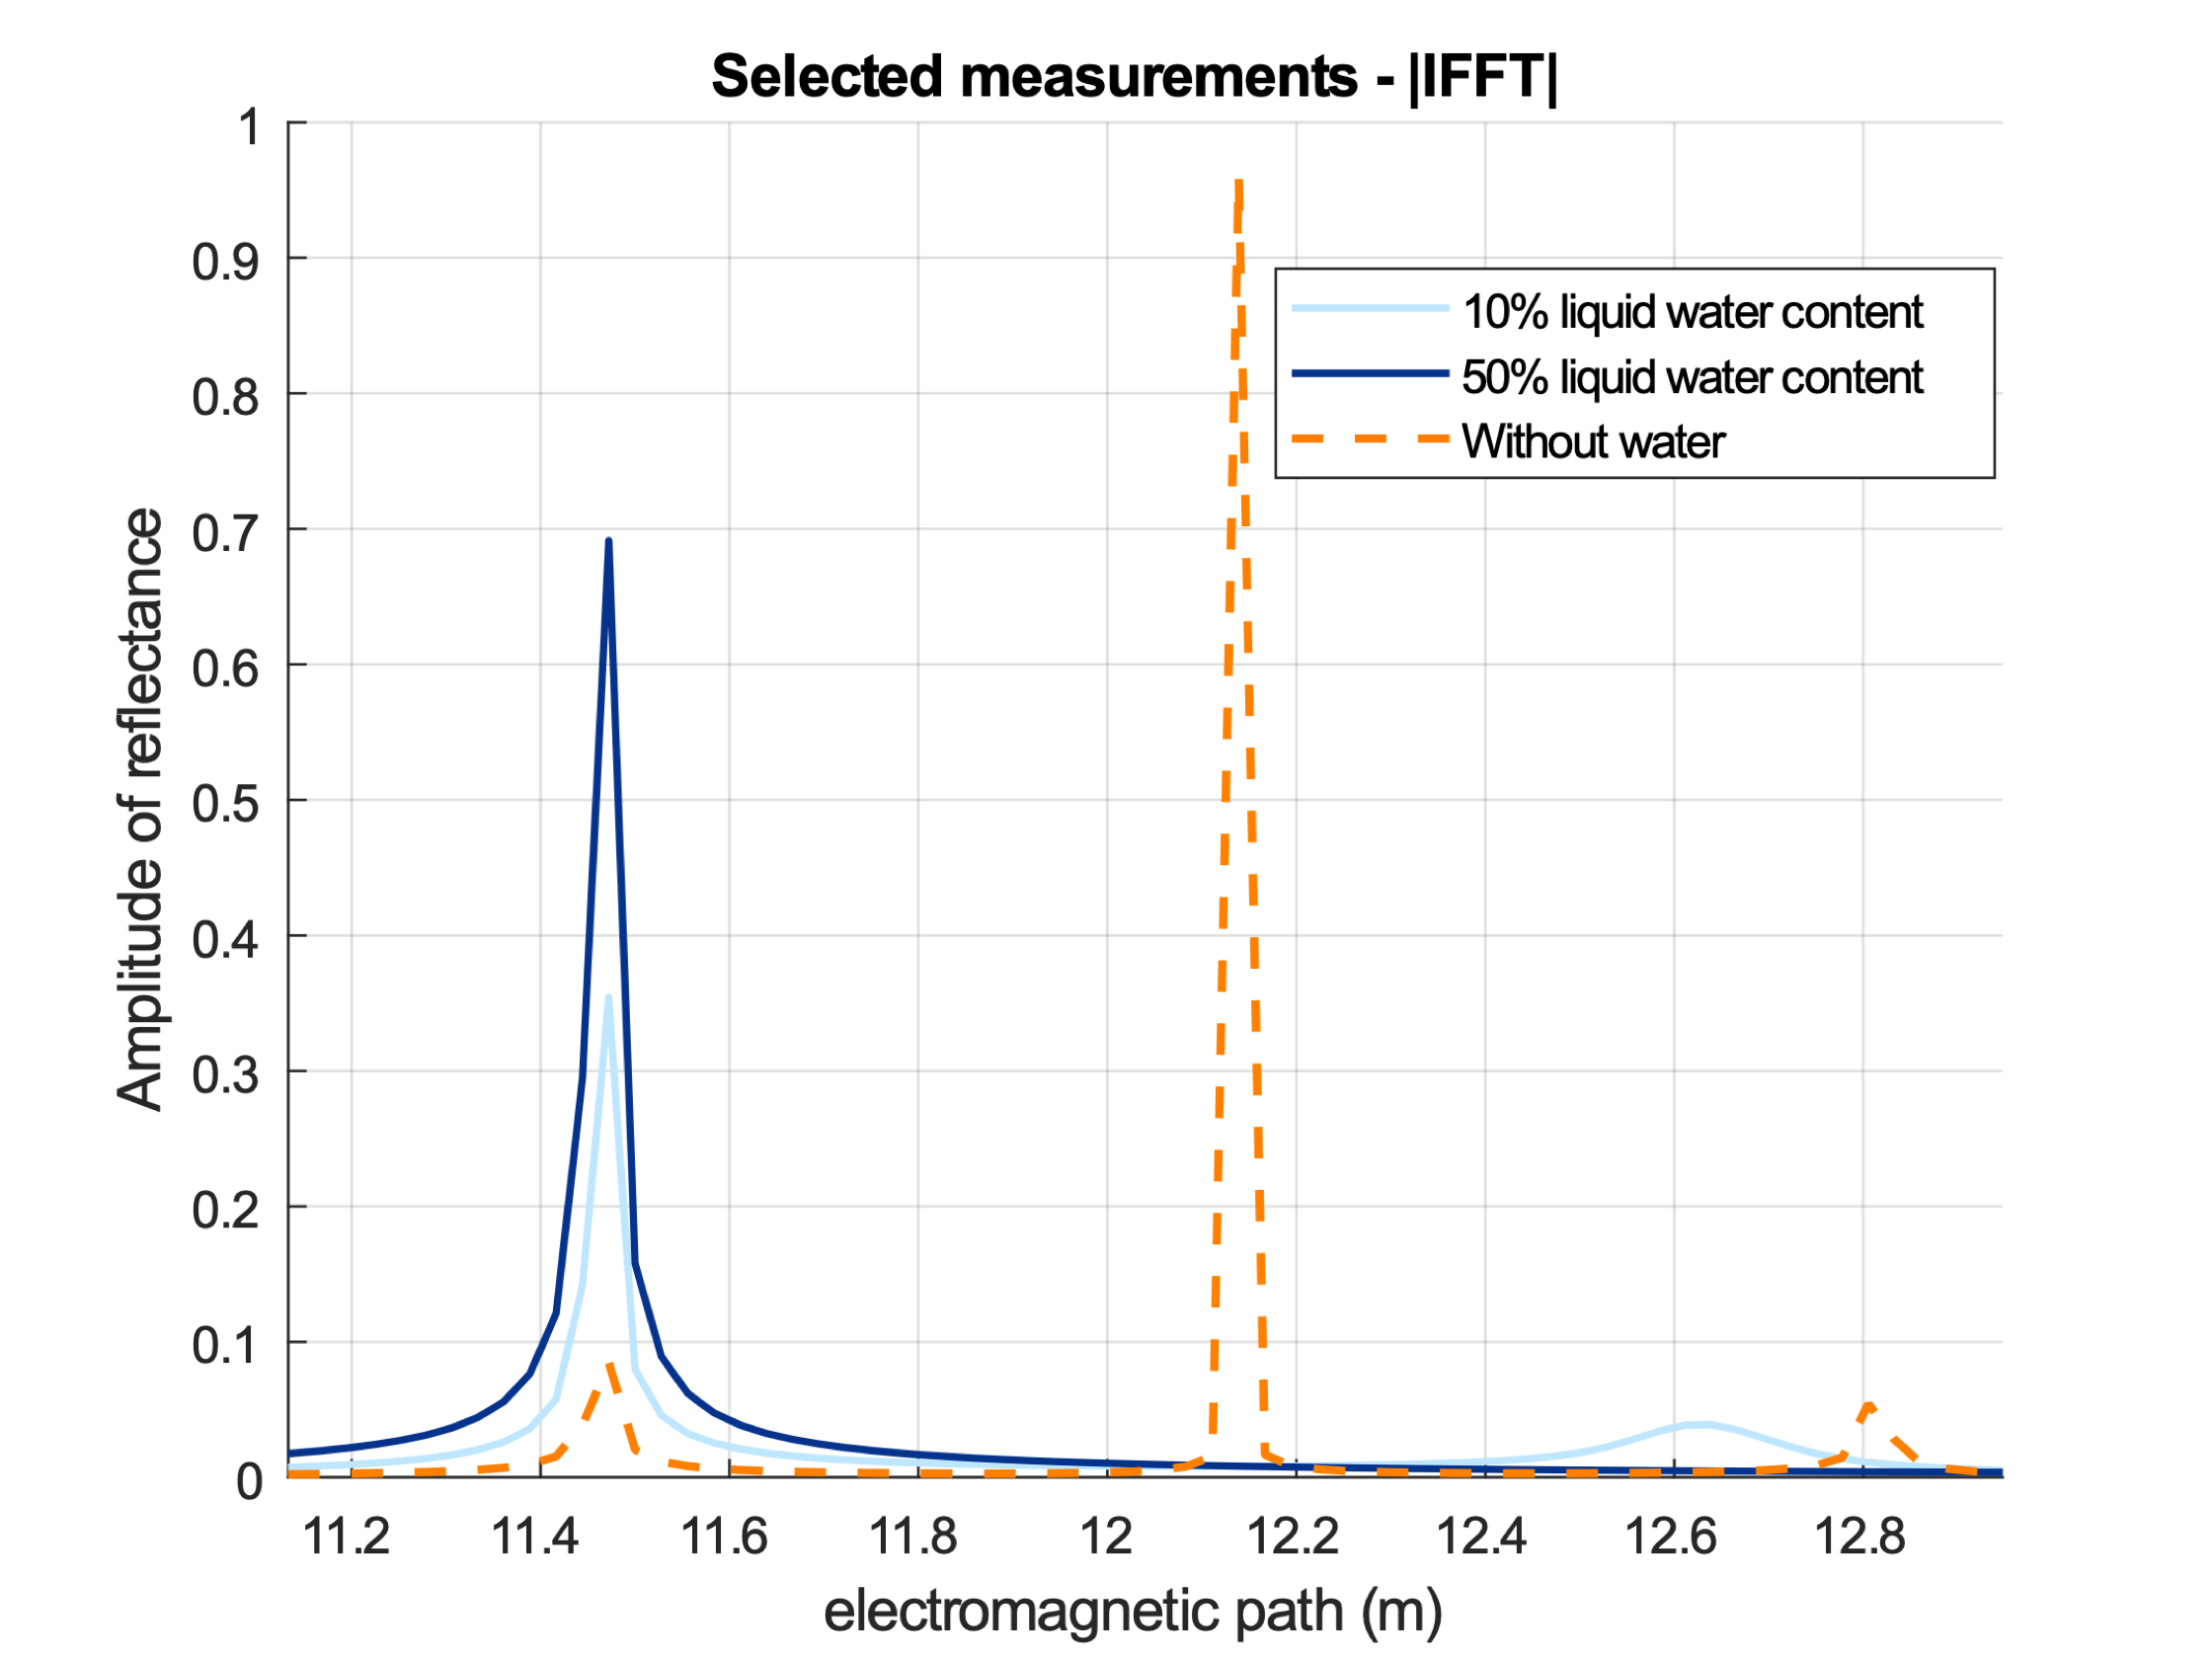 Selected measurements - |IFFT|
1
0.9
0.8
0.7
0.6
0.5
0.4
0.3
0.2
0.1
0
Amplitude of reflectance
10% liquid water content
50% liquid water content
Without water
11.2 11.4 11.6 11.8 12 12.2 12.4 12.6 12.8
electromagnetic path (m)